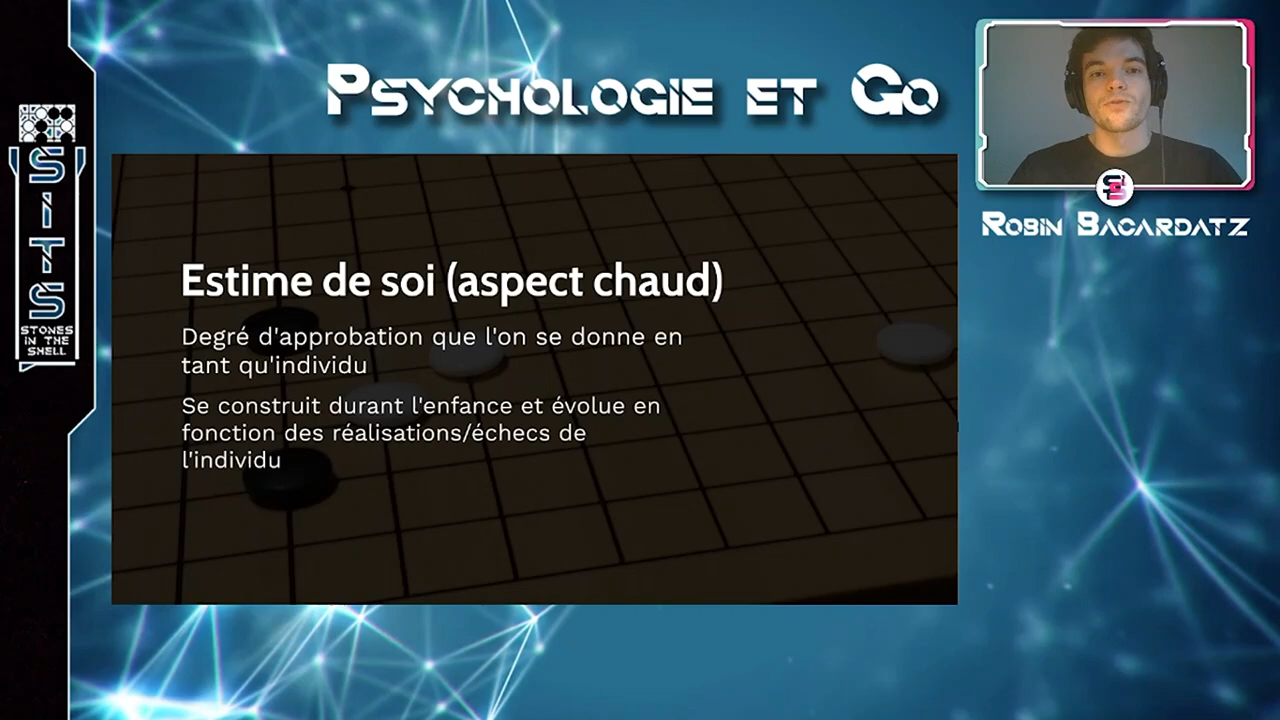 Psychologie et Go
SiTS
STONES
IN THE
SHELL
Robin Bacardatz
Estime de soi (aspect chaud)
Degré d'approbation que l'on se donne en
tant qu'individu
Se construit durant l'enfance et évolue en
fonction des réalisations/échecs de
l'individu